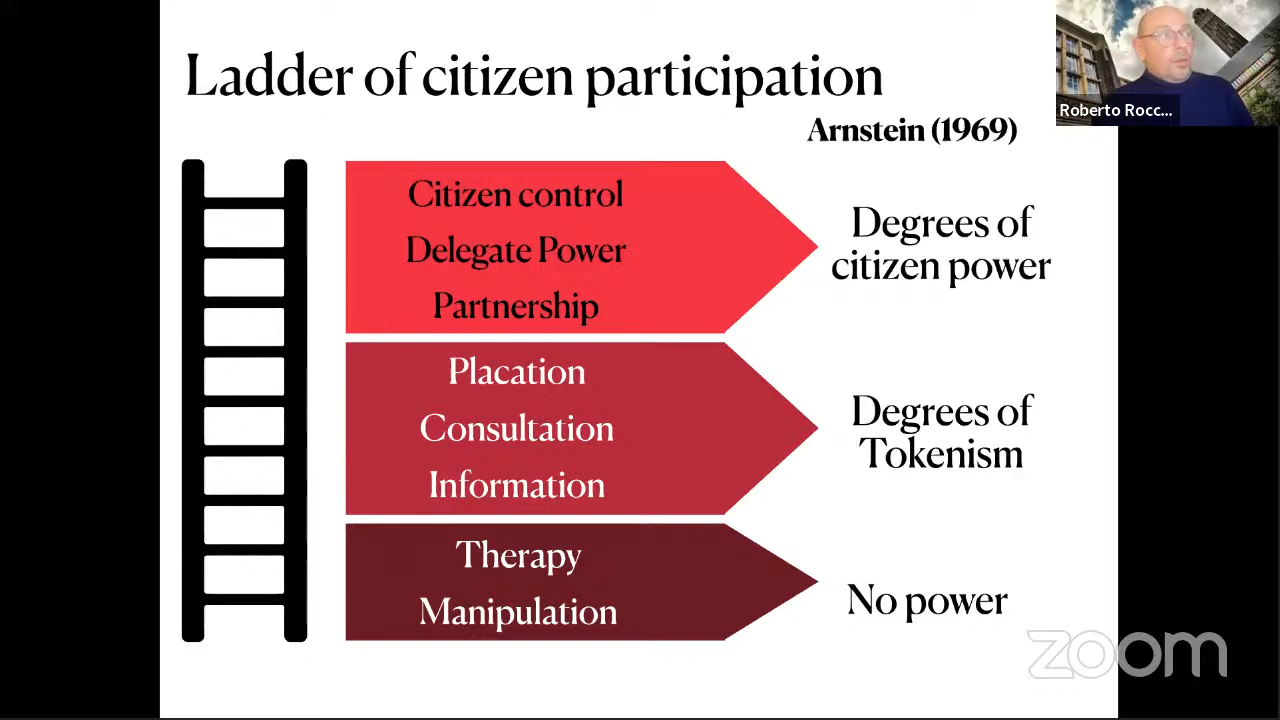 Ladder of citizen participation
Roberto Rocc...
Arnstein (1969)
Citizen control
Delegate Power
Partnership
Degrees of
citizen power
Placation
Consultation
Information
Degrees of
Tokenism
Therapy
Manipulation
No power
zoom